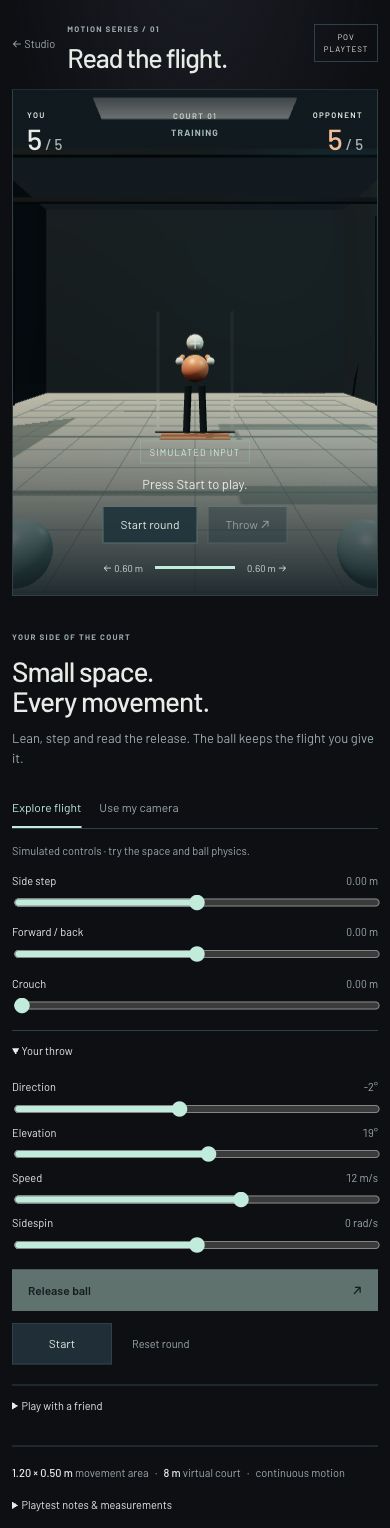 ← Studio
MOTION SERIES / 01
Read the flight.
POV
PLAYTEST
YOU
5 / 5
COURT 01
TRAINING
OPPONENT
5 / 5
SIMULATED INPUT
Press Start to play.
Start round
Throw ↗
← 0.60 m
0.60 m →
YOUR SIDE OF THE COURT
Small space.
Every movement.
Lean, step and read the release. The ball keeps the flight you give
it.
Explore flight
Use my camera
Simulated controls · try the space and ball physics.
Side step 0.00 m
Forward / back 0.00 m
Crouch 0.00 m
▼ Your throw
Direction -2°
Elevation 19°
Speed 12 m/s
Sidespin 0 rad/s
Release ball ↗
Start
Reset round
▶ Play with a friend
1.20 × 0.50 m movement area · 8 m virtual court · continuous motion
▶ Playtest notes & measurements